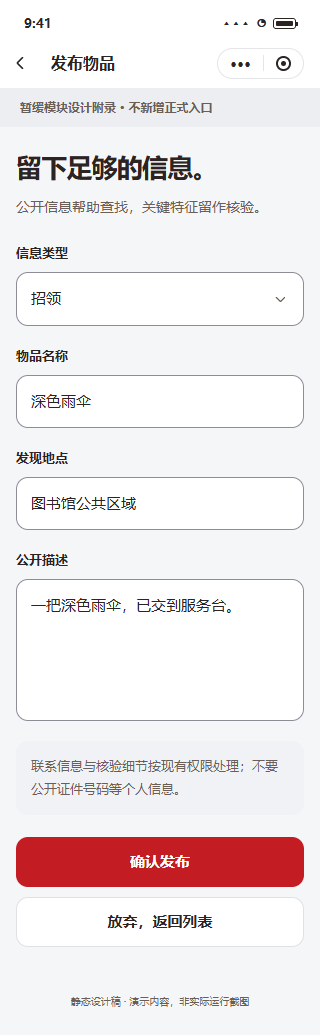 9:41
发布物品
暂缓模块设计附录 • 不新增正式入口
留下足够的信息。
公开信息帮助查找，关键特征留作核验。
信息类型
招领
物品名称
深色雨伞
发现地点
图书馆公共区域
公开描述
一把深色雨伞，已交到服务台。
联系信息与核验细节按现有权限处理；不要
公开证件号码等个人信息。
确认发布
放弃，返回列表
静态设计稿 · 演示内容，非实际运行截图